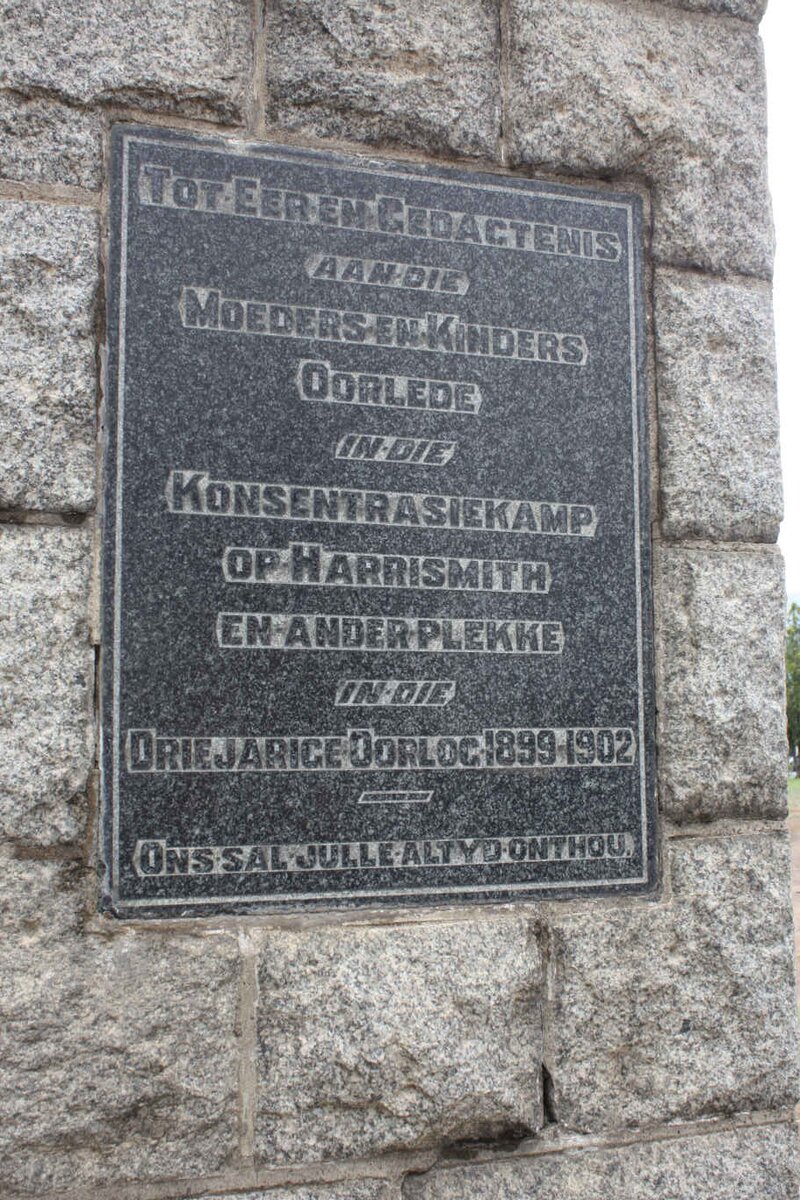 TOT EER EN GEDAGTENIS
AAN DIE
MOEDERS EN KINDERS
OORLEDE
IN DIE
KONSENTRASIEKAMP
OP HARRISMITH
EN ANDER PLEKKE
IN DIE
DRIEJARIGE OORLOG 1899-1902
ONS SAL JULLE ALTYD ONTHOU.